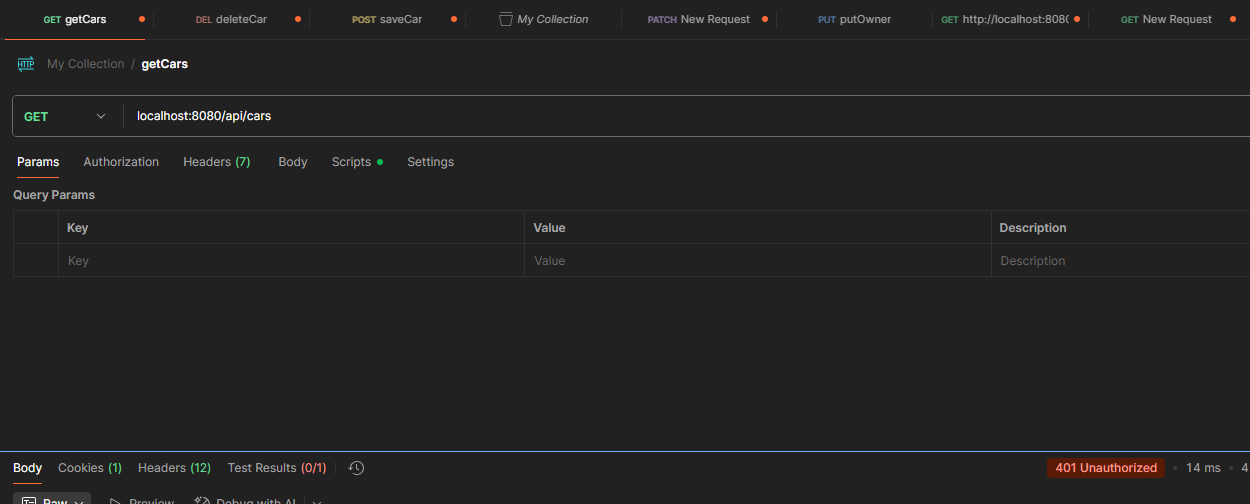 GET getCars DEL deleteCar POST saveCar My Collection PATCH New Request PUT putOwner GET http://localhost:808 GET New Request
HTTP My Collection / getCars
GET localhost:8080/api/cars
Params Authorization Headers (7) Body Scripts Settings
Query Params
Key Value Description
Key Value Description
Body Cookies (1) Headers (12) Test Results (0/1) 401 Unauthorized • 14 ms • 4
Raw Preview Debug with AI